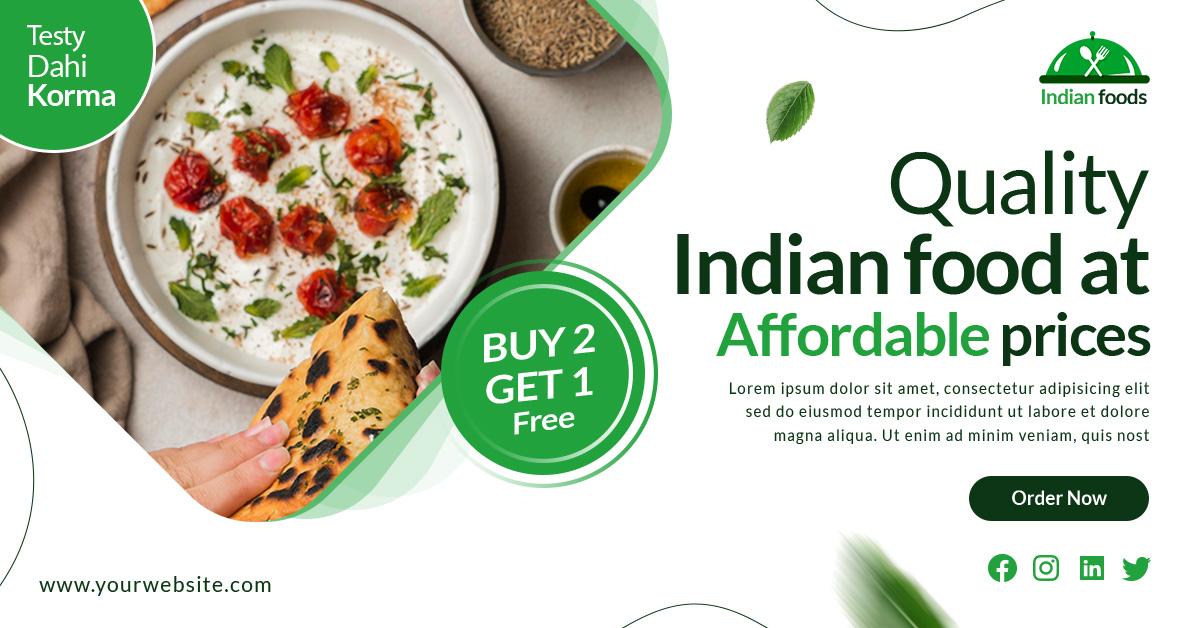 Testy
Dahi
Korma
Indian foods
Quality
Indian food at
Affordable prices
Lorem ipsum dolor sit amet, consectetur adipisicing elit
sed do eiusmod tempor incididunt ut labore et dolore
magna aliqua. Ut enim ad minim veniam, quis nost
BUY 2
GET 1
Free
Order Now
www.yourwebsite.com